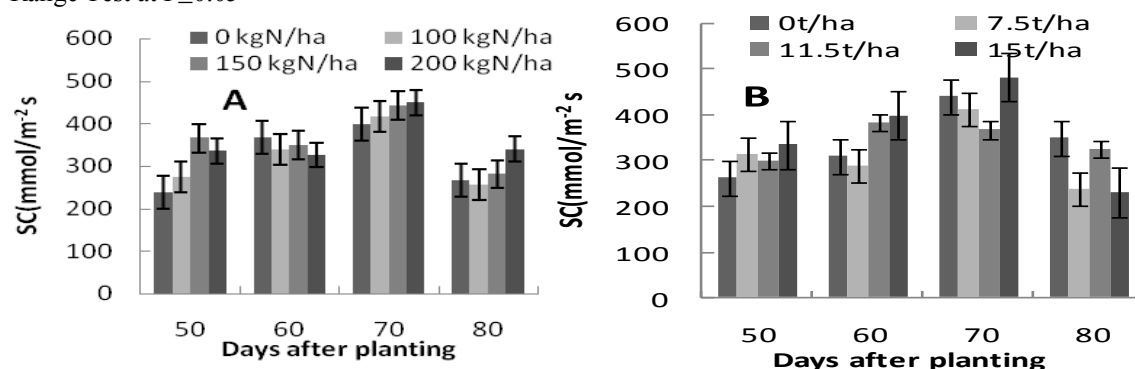 Range Test at P≤0.05
600
500
400
300
200
100
0
SC(mmol/m⁻² s
0 kgN/ha
100 kgN/ha
150 kgN/ha
200 kgN/ha
A
50 60 70 80
Days after planting
600
500
400
300
200
100
0
SC(mmol/m⁻² s
0t/ha
7.5t/ha
11.5t/ha
15t/ha
B
50 60 70 80
Days after planting